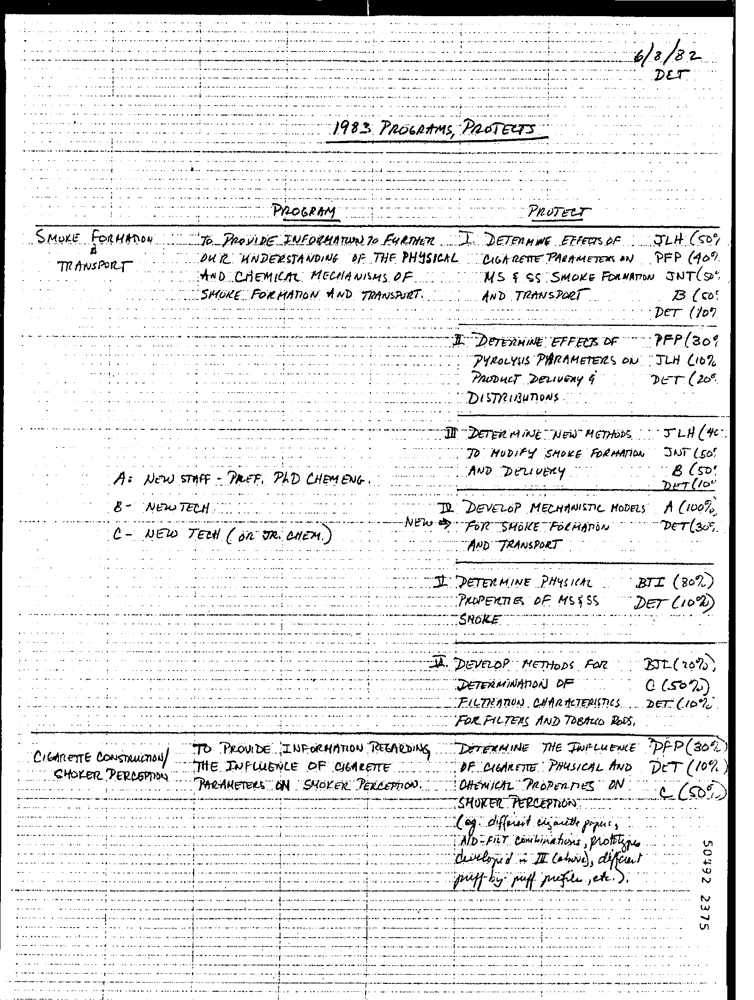 6/8/82
DET
1983 PROGRAMS, PROJECTS
PROGRAM PROJECT
SMOKE FORMATION & TRANSPORT
TO PROVIDE INFORMATION TO FURTHER
OUR UNDERSTANDING OF THE PHYSICAL
AND CHEMICAL MECHANISMS OF
SMOKE FORMATION AND TRANSPORT.
I. DETERMINE EFFECTS OF JLH (50%
CIGARETTE PARAMETERS ON PFP (40%
MS & SS SMOKE FORMATION JNT (50%
AND TRANSPORT B (50%
DET (10%
II DETERMINE EFFECTS OF PFP (30%
PYROLYSIS PARAMETERS ON JLH (10%
PRODUCT DELIVERY & DET (20%
DISTRIBUTIONS
III DETERMINE NEW METHODS JLH (40
TO MODIFY SMOKE FORMATION JNT (50%
AND DELIVERY B (50%
DET (10%
A: NEW STAFF - PREF. PhD CHEM ENG.
B - NEW TECH
C - NEW TECH (OR JR. CHEM.)
IV DEVELOP MECHANISTIC MODELS A (100%)
NEW ⇒ FOR SMOKE FORMATION DET (30%
AND TRANSPORT
V DETERMINE PHYSICAL BJI (80%)
PROPERTIES OF MS & SS DET (10%)
SMOKE
VI. DEVELOP METHODS FOR BJI (20%),
DETERMINATION OF C (50%)
FILTRATION CHARACTERISTICS DET (10%
FOR FILTERS AND TOBACCO RODS.
CIGARETTE CONSTRUCTION/
SMOKER PERCEPTION
TO PROVIDE INFORMATION REGARDING
THE INFLUENCE OF CIGARETTE
PARAMETERS ON SMOKER PERCEPTION.
DETERMINE THE INFLUENCE PFP (30%)
OF CIGARETTE PHYSICAL AND DET (10%)
CHEMICAL PROPERTIES ON C (50%)
SMOKER PERCEPTION
(eg. different cigarette papers,
AID-FILT combinations, prototypes
developed in III (above), different
puff-by-puff profiles, etc.).
50492 2375